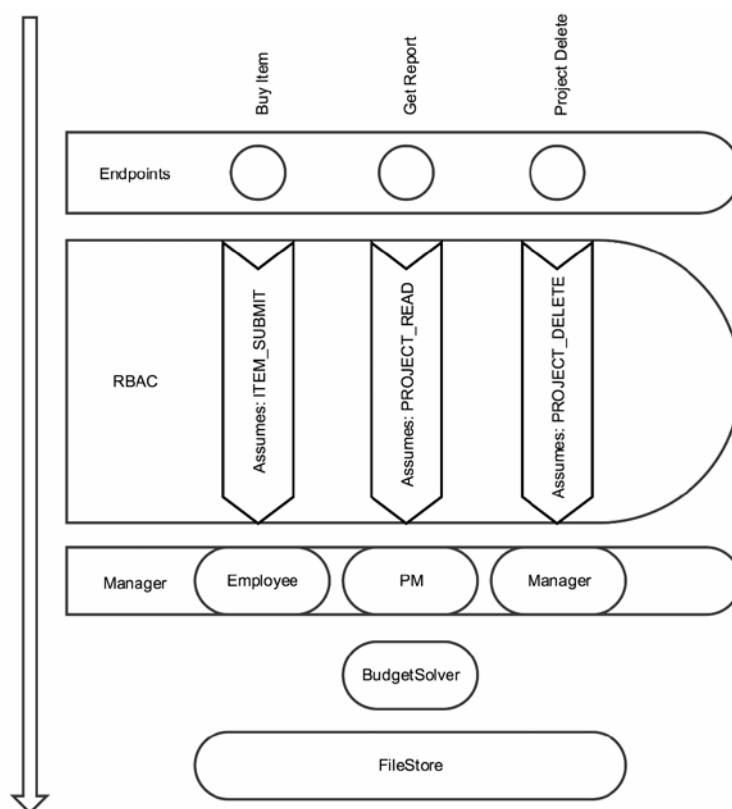 Buy Item
Get Report
Project Delete
Endpoints
RBAC
Assumes: ITEM_SUBMIT
Assumes: PROJECT_READ
Assumes: PROJECT_DELETE
Manager
Employee
PM
Manager
BudgetSolver
FileStore